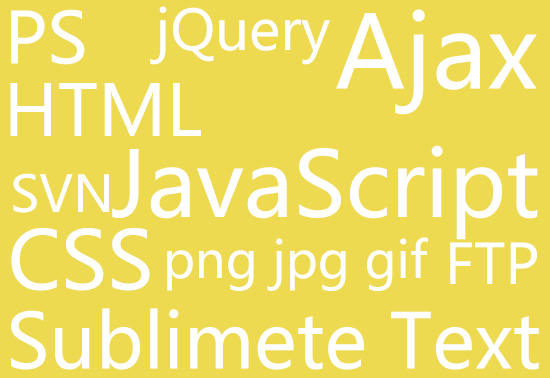 PS jQuery Ajax
HTML
SVN JavaScript
CSS png jpg gif FTP
Sublimete Text